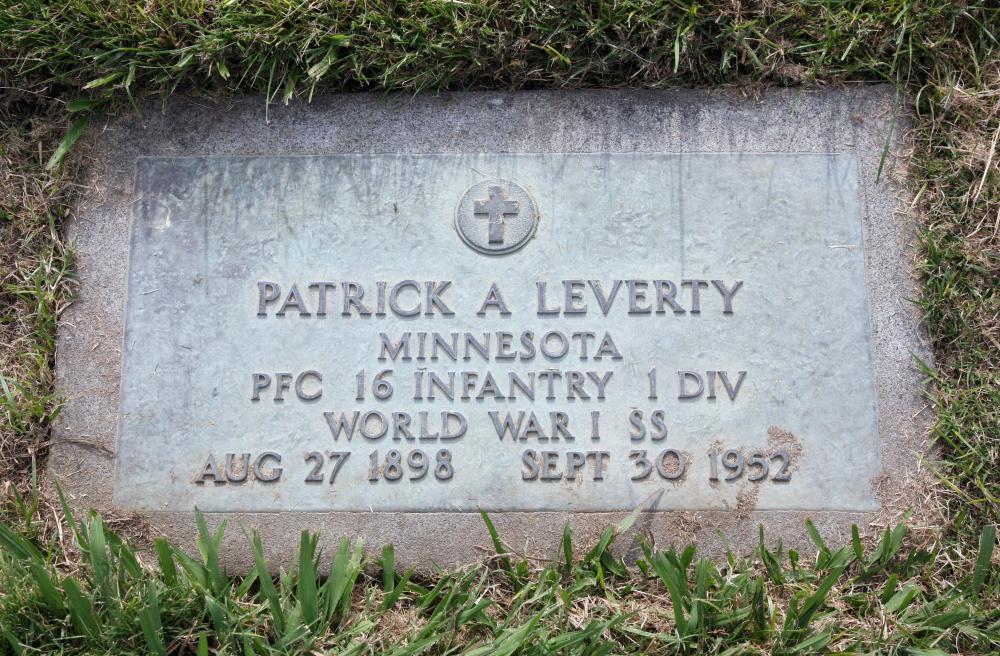 PATRICK A LEVERTY
MINNESOTA
PFC 16 INFANTRY 1 DIV
WORLD WAR I SS
AUG 27 1898 SEPT 30 1952